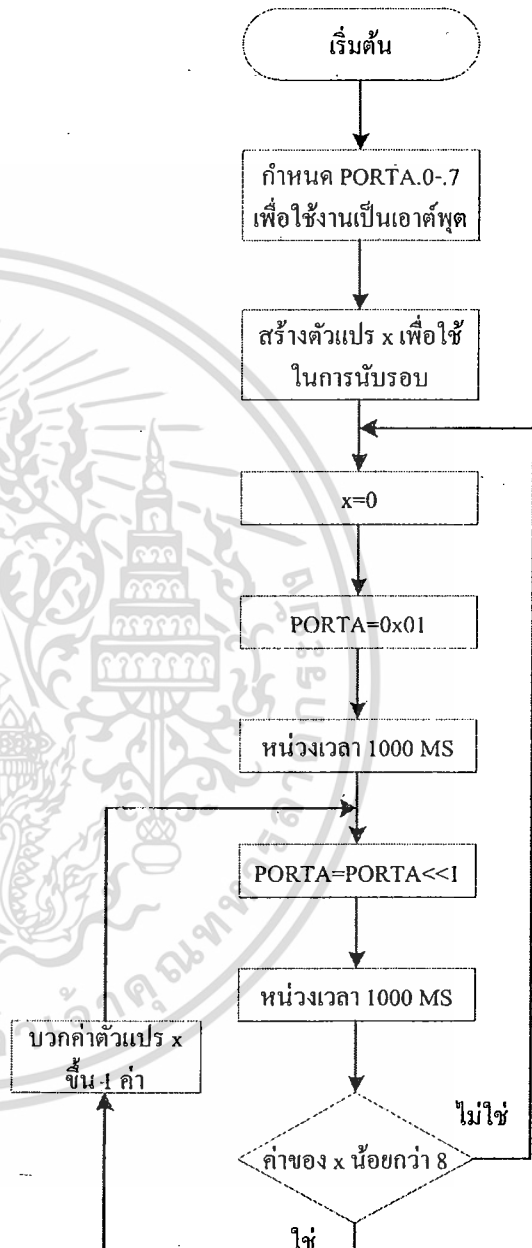 เริ่มต้น
กำหนด PORTA.0-.7
เพื่อใช้งานเป็นเอาต์พุต
สร้างตัวแปร x เพื่อใช้
ในการนับรอบ
x=0
PORTA=0x01
หน่วงเวลา 1000 MS
PORTA=PORTA<<1
หน่วงเวลา 1000 MS
บวกค่าตัวแปร x
ขึ้น 1 ค่า
ค่าของ x น้อยกว่า 8
ไม่ใช่
ใช่